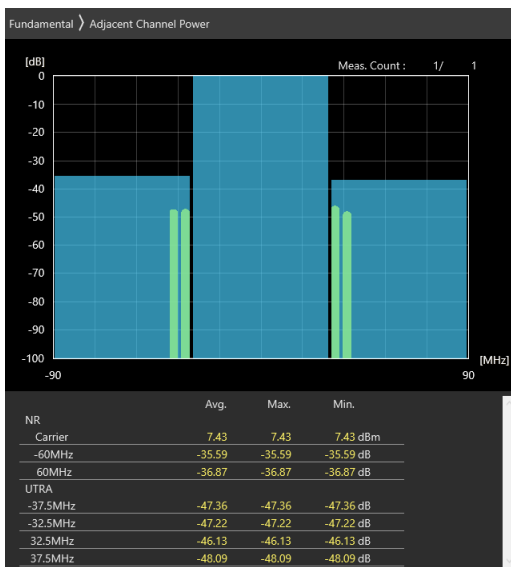 Fundamental 〉 Adjacent Channel Power
[dB]
Meas. Count : 1/ 1
0
-10
-20
-30
-40
-50
-60
-70
-80
-90
-100
[MHz]
-90 90
Avg. Max. Min.
NR
Carrier 7.43 7.43 7.43 dBm
-60MHz -35.59 -35.59 -35.59 dB
60MHz -36.87 -36.87 -36.87 dB
UTRA
-37.5MHz -47.36 -47.36 -47.36 dB
-32.5MHz -47.22 -47.22 -47.22 dB
32.5MHz -46.13 -46.13 -46.13 dB
37.5MHz -48.09 -48.09 -48.09 dB